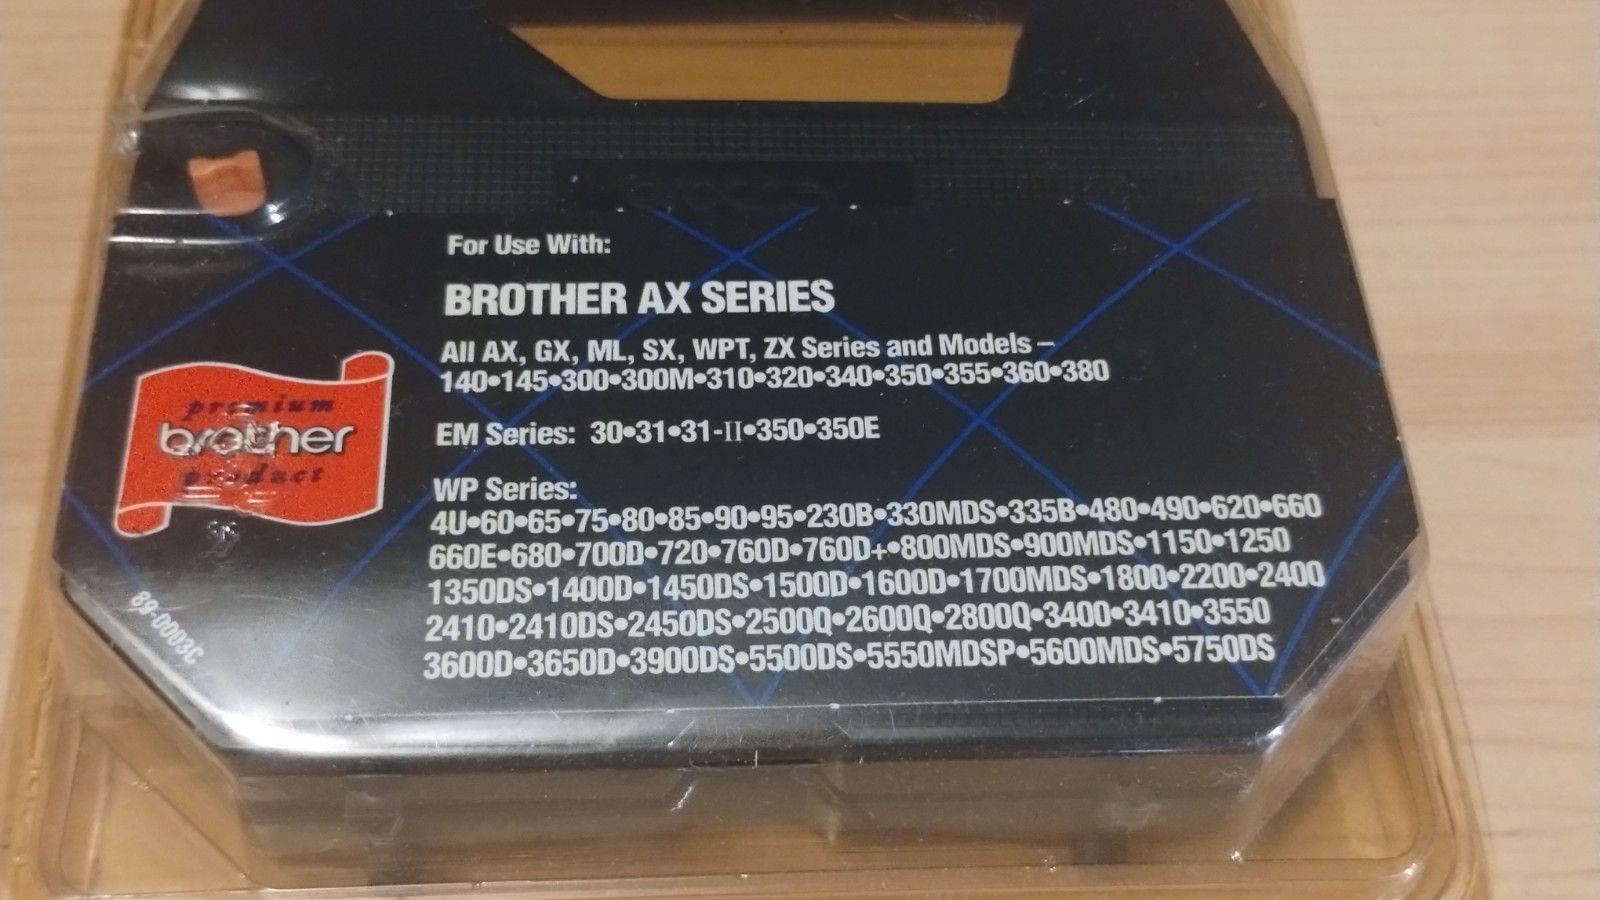 brother
For Use With:
BROTHER AX SERIES
All AX, GX, ML, SX, WPT, ZX Series and Models –
140•145•300•300M•310•320•340•350•355•360•380
EM Series: 30•31•31-II•350•350E
WP Series:
4U•60•65•75•80•85•90•95•230B•330MDS•335B•480•490•620•660
660E•680•700D•720•760D•760D+•800MDS•900MDS•1150•1250
1350DS•1400D•1450DS•1500D•1600D•1700MDS•1800•2200•2400
2410•2410DS•2450DS•2500Q•2600Q•2800Q•3400•3410•3550
3600D•3650D•3900DS•5500DS•5550MDSP•5600MDS•5750DS
premium
brother
product
89-0003C